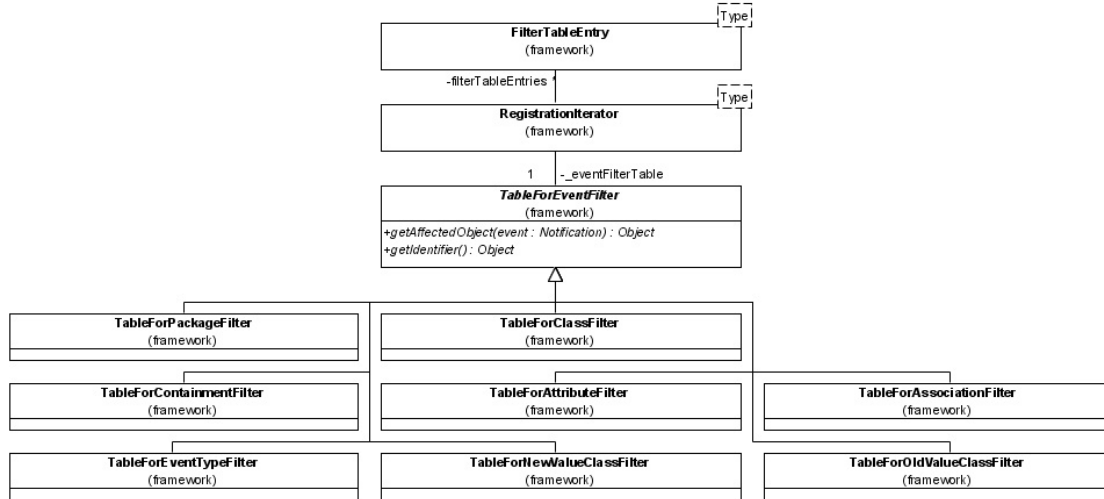 Type
FilterTableEntry
(framework)
-filterTableEntries *
Type
RegistrationIterator
(framework)
1 -_eventFilterTable
TableForEventFilter
(framework)
+getAffectedObject(event : Notification) : Object
+getIdentifier() : Object
TableForPackageFilter
(framework)
TableForClassFilter
(framework)
TableForContainmentFilter
(framework)
TableForAttributeFilter
(framework)
TableForAssociationFilter
(framework)
TableForEventTypeFilter
(framework)
TableForNewValueClassFilter
(framework)
TableForOldValueClassFilter
(framework)